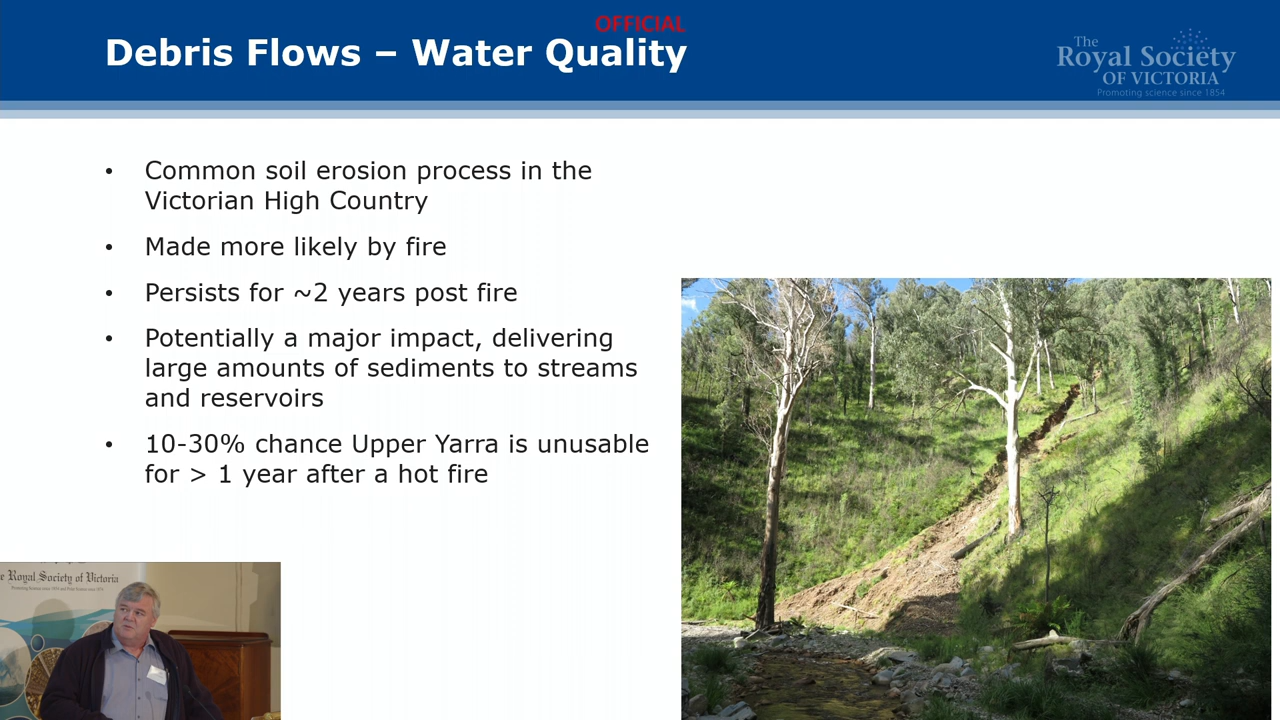 OFFICIAL
Debris Flows – Water Quality
The
Royal Society
OF VICTORIA
Promoting science since 1854
• Common soil erosion process in the
Victorian High Country
• Made more likely by fire
• Persists for ~2 years post fire
• Potentially a major impact, delivering
large amounts of sediments to streams
and reservoirs
• 10-30% chance Upper Yarra is unusable
for > 1 year after a hot fire
e Royal Society of Victoria